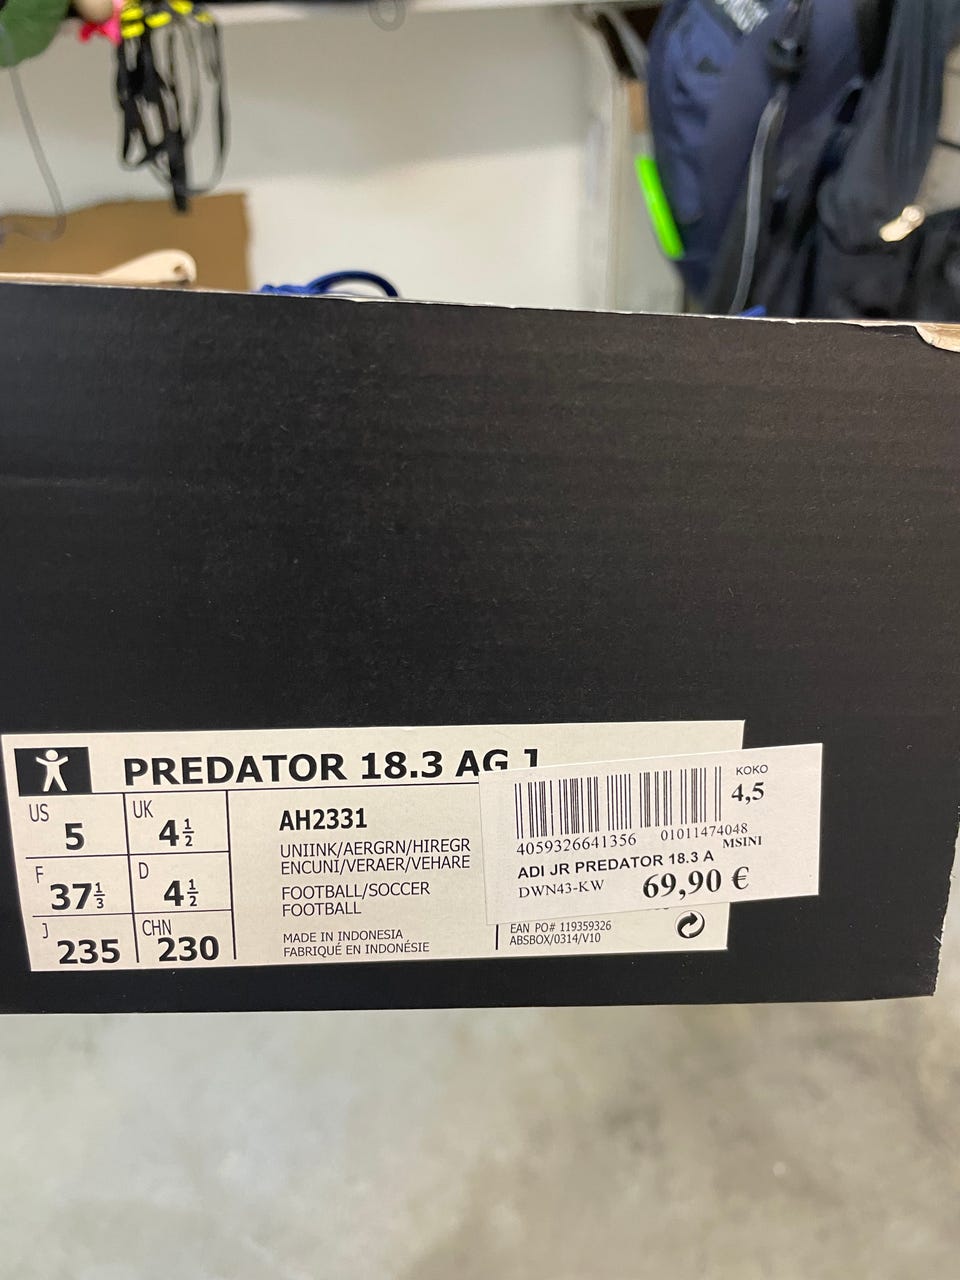 PREDATOR 18.3 AG J
US
5
UK
4½
F
37⅓
D
4½
J
235
CHN
230
AH2331
UNIINK/AERGRN/HIREGR
ENCUNI/VERAER/VEHARE
FOOTBALL/SOCCER
FOOTBALL
MADE IN INDONESIA
FABRIQUÉ EN INDONÉSIE
EAN PO# 119359326
ABSBOX/0314/V10
KOKO
4,5
4059326641356 01011474048
MSINI
ADI JR PREDATOR 18.3 A
DWN43-KW 69,90 €